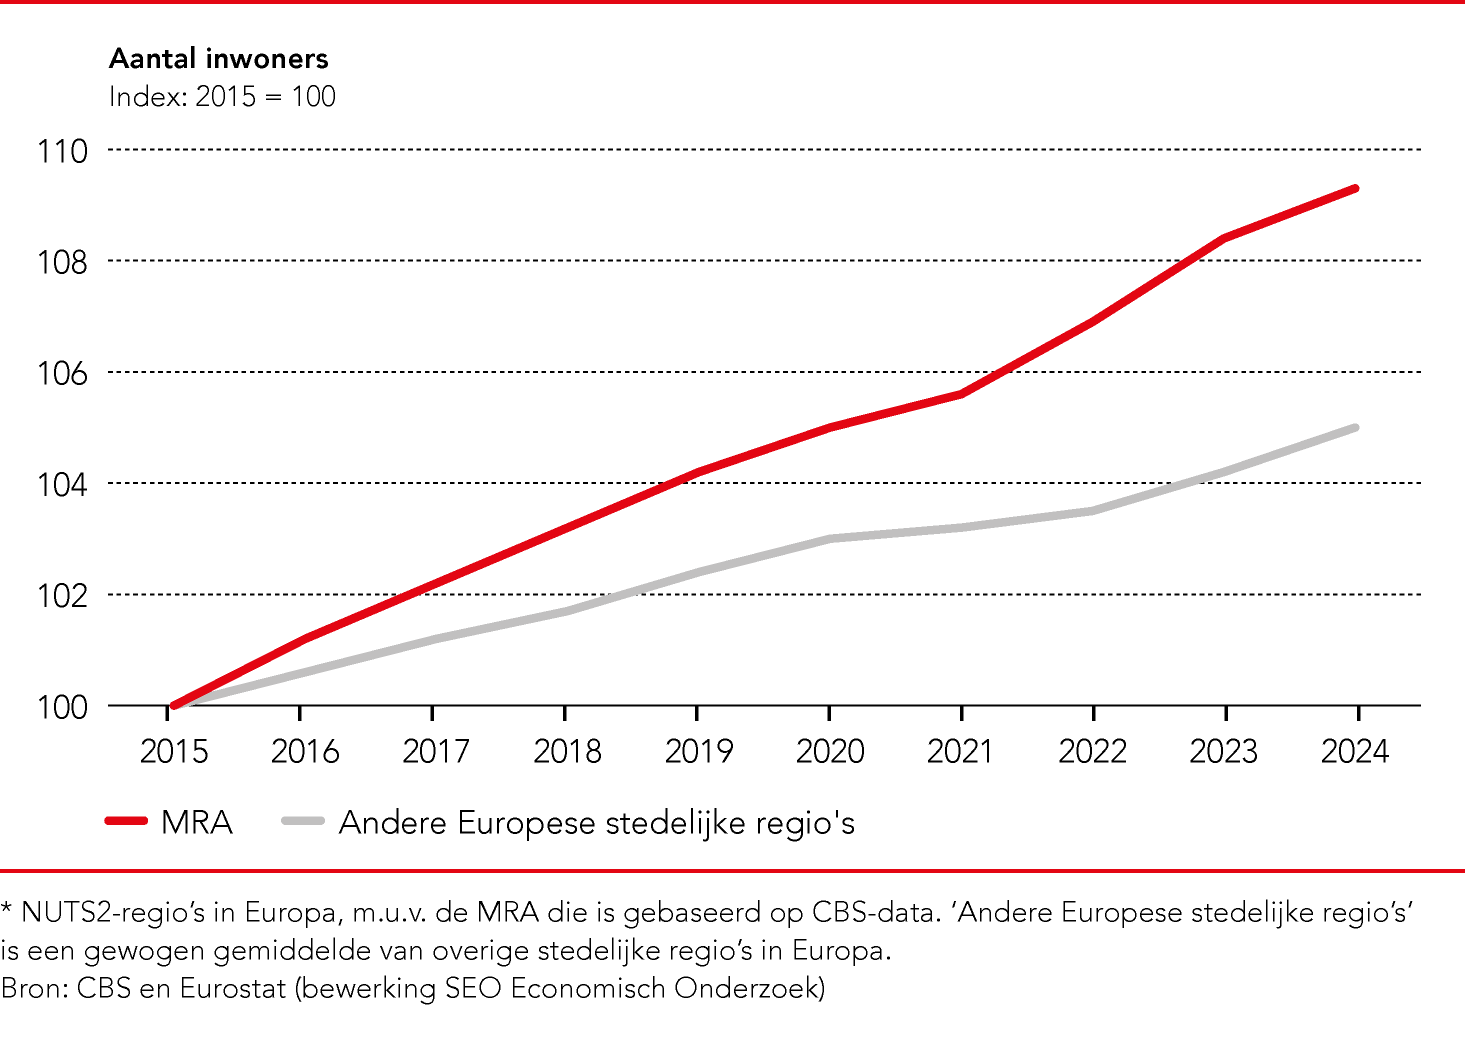 Aantal inwoners
Index: 2015 = 100
110
108
106
104
102
100
2015 2016 2017 2018 2019 2020 2021 2022 2023 2024
MRA Andere Europese stedelijke regio's
* NUTS2-regio’s in Europa, m.u.v. de MRA die is gebaseerd op CBS-data. ‘Andere Europese stedelijke regio’s’
is een gewogen gemiddelde van overige stedelijke regio’s in Europa.
Bron: CBS en Eurostat (bewerking SEO Economisch Onderzoek)